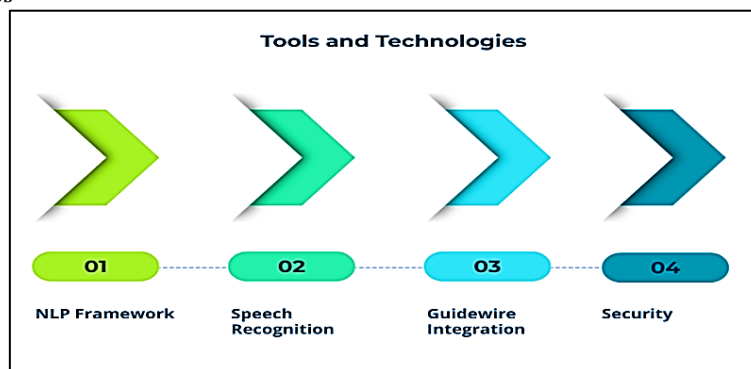 Tools and Technologies
01
02
03
04
NLP Framework
Speech
Recognition
Guidewire
Integration
Security